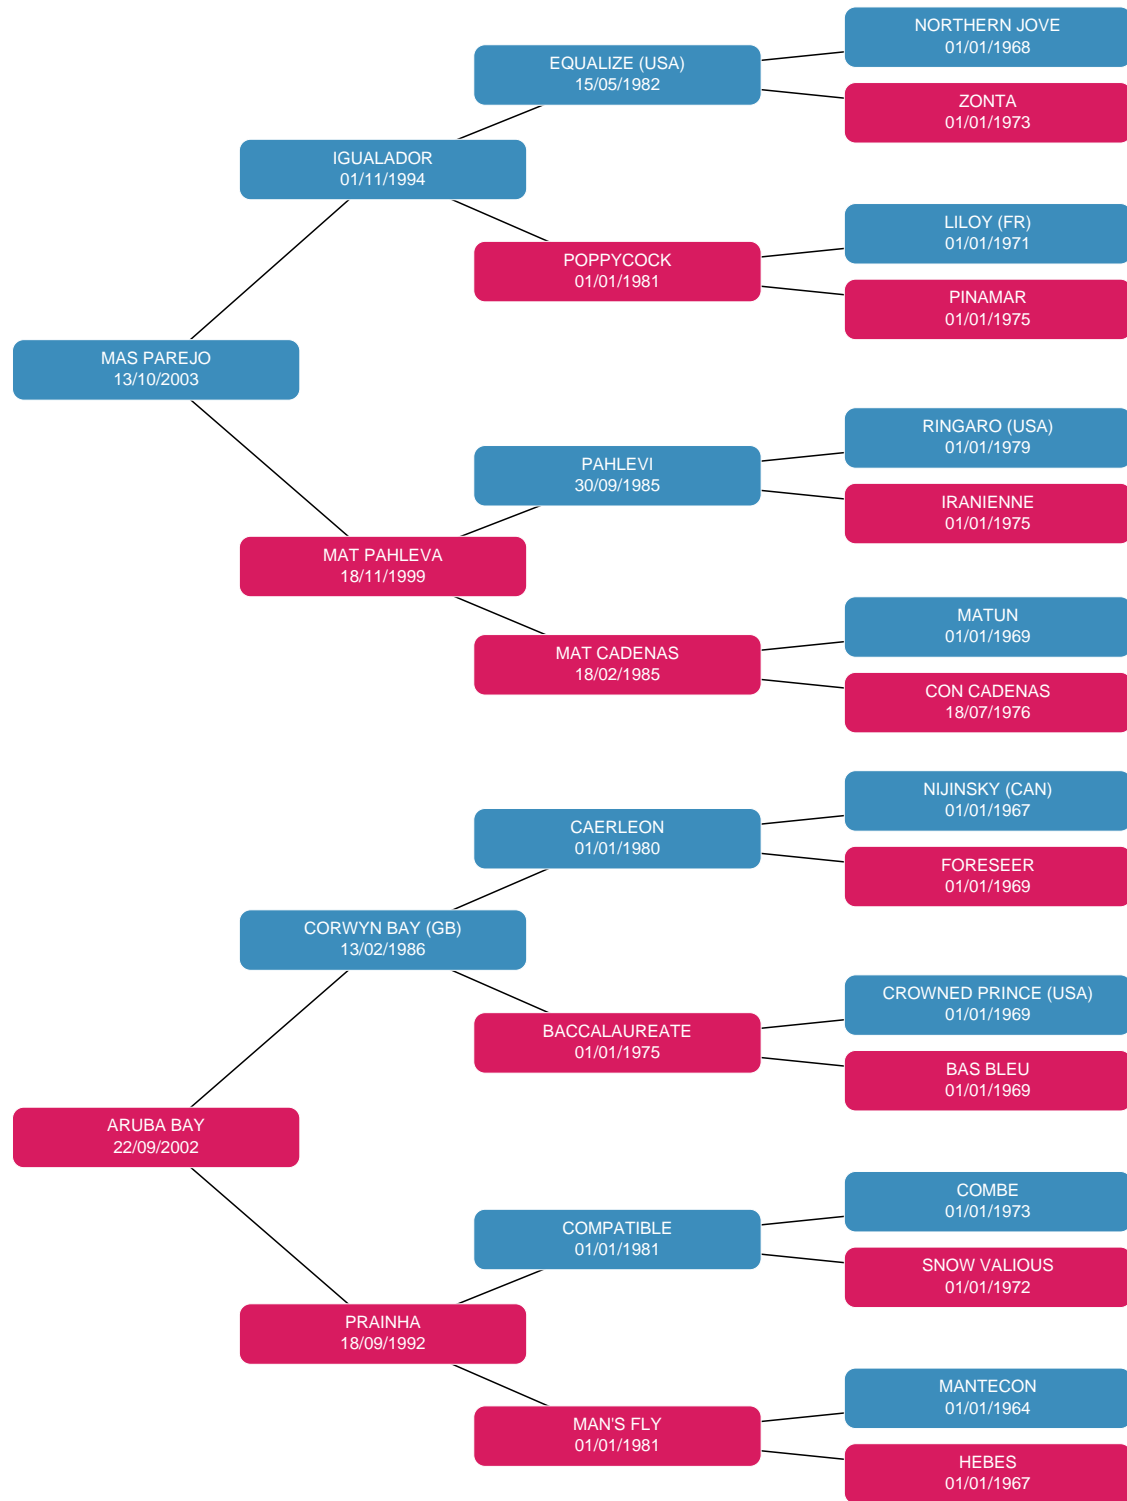 NORTHERN JOVE
01/01/1968
EQUALIZE (USA)
15/05/1982
ZONTA
01/01/1973
IGUALADOR
01/11/1994
LILOY (FR)
01/01/1971
POPPYCOCK
01/01/1981
PINAMAR
01/01/1975
MAS PAREJO
13/10/2003
RINGARO (USA)
01/01/1979
PAHLEVI
30/09/1985
IRANIENNE
01/01/1975
MAT PAHLEVA
18/11/1999
MATUN
01/01/1969
MAT CADENAS
18/02/1985
CON CADENAS
18/07/1976
NIJINSKY (CAN)
01/01/1967
CAERLEON
01/01/1980
FORESEER
01/01/1969
CORWYN BAY (GB)
13/02/1986
CROWNED PRINCE (USA)
01/01/1969
BACCALAUREATE
01/01/1975
BAS BLEU
01/01/1969
ARUBA BAY
22/09/2002
COMBE
01/01/1973
COMPATIBLE
01/01/1981
SNOW VALIOUS
01/01/1972
PRAINHA
18/09/1992
MANTECON
01/01/1964
MAN'S FLY
01/01/1981
HEBES
01/01/1967